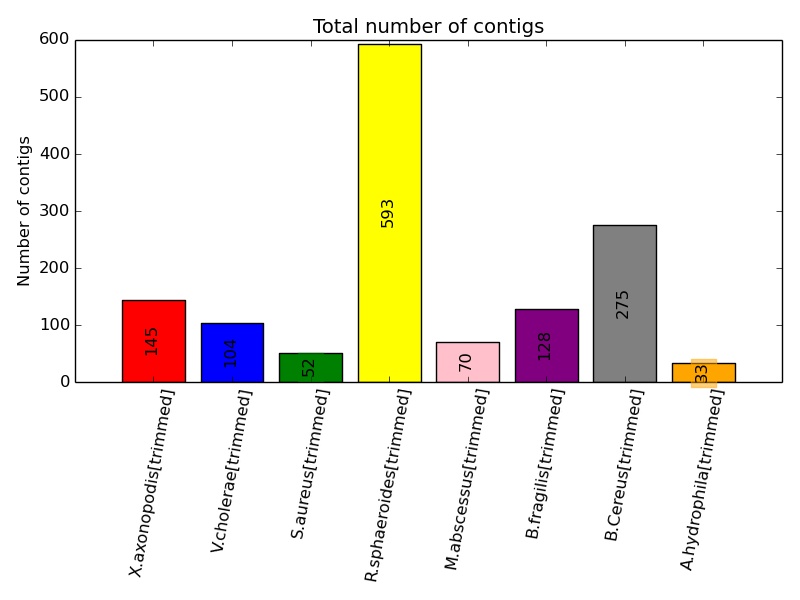 Total number of contigs
Number of contigs
600
500
400
300
200
100
0
145
104
52
593
70
128
275
33
X.axonopodis[trimmed]
V.cholerae[trimmed]
S.aureus[trimmed]
R.sphaeroides[trimmed]
M.abscessus[trimmed]
B.fragilis[trimmed]
B.Cereus[trimmed]
A.hydrophila[trimmed]